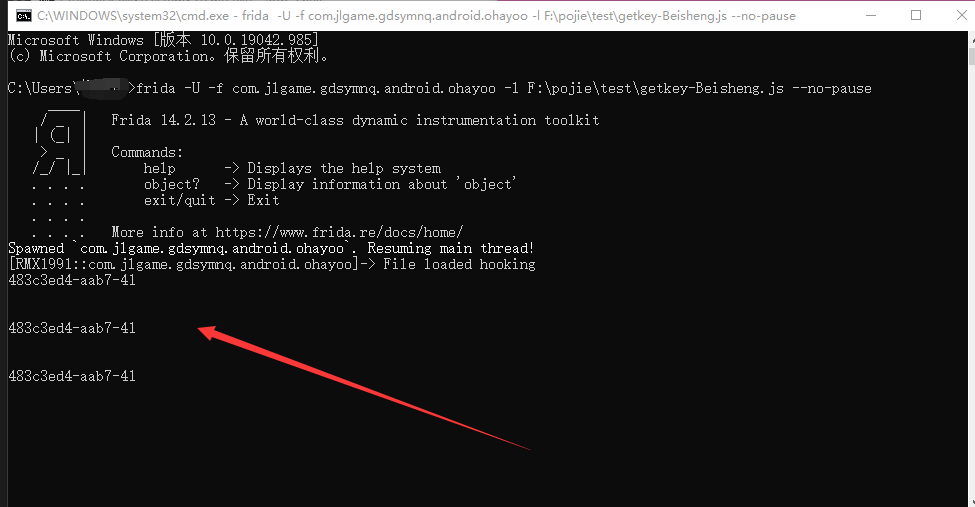 C:\WINDOWS\system32\cmd.exe - frida -U -f com.jlgame.gdsymnq.android.ohayoo -l F:\pojie\test\getkey-Beisheng.js --no-pause
Microsoft Windows [版本 10.0.19042.985]
(c) Microsoft Corporation。保留所有权利。
C:\Users\ >frida -U -f com.jlgame.gdsymnq.android.ohayoo -l F:\pojie\test\getkey-Beisheng.js --no-pause
Frida 14.2.13 - A world-class dynamic instrumentation toolkit
Commands:
help -> Displays the help system
object? -> Display information about 'object'
exit/quit -> Exit
More info at https://www.frida.re/docs/home/
Spawned `com.jlgame.gdsymnq.android.ohayoo`. Resuming main thread!
[RMX1991::com.jlgame.gdsymnq.android.ohayoo]-> File loaded hooking
483c3ed4-aab7-41
483c3ed4-aab7-41
483c3ed4-aab7-41